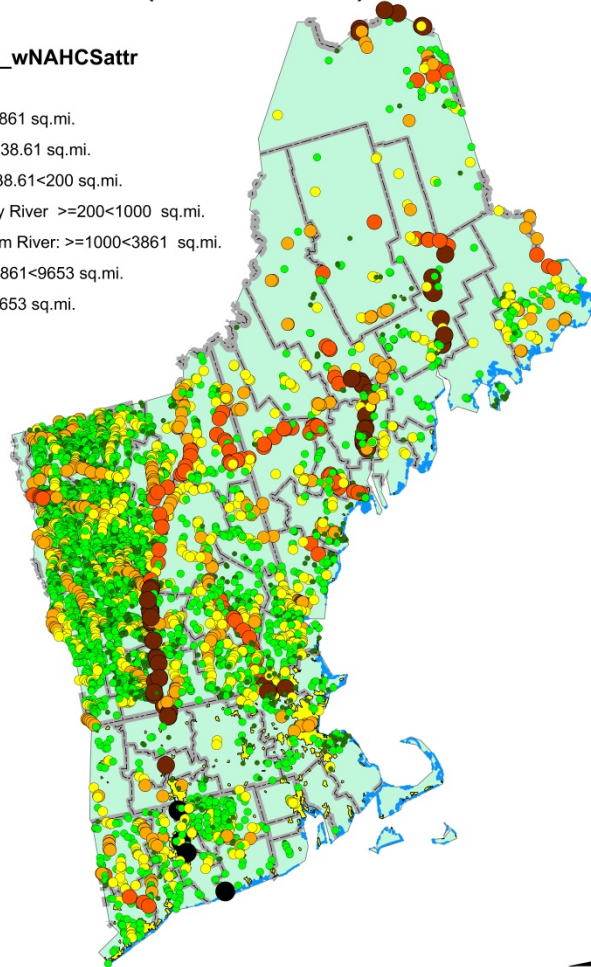 _wNAHCSattr
861 sq.mi.
38.61 sq.mi.
38.61<200 sq.mi.
y River >=200<1000 sq.mi.
m River: >=1000<3861 sq.mi.
861<9653 sq.mi.
653 sq.mi.